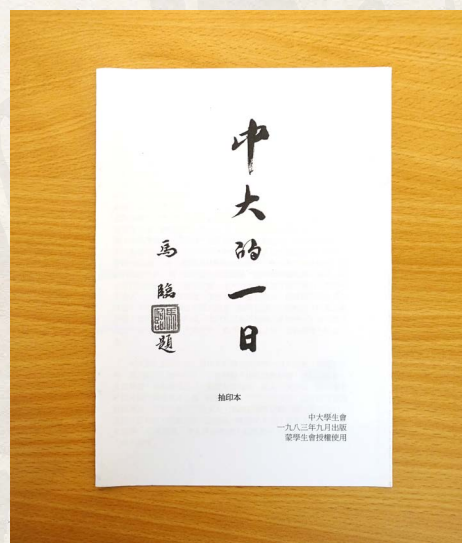 中大的一日
馬臨題
抽印本
中大學生會
一九八三年九月出版
蒙學生會授權使用